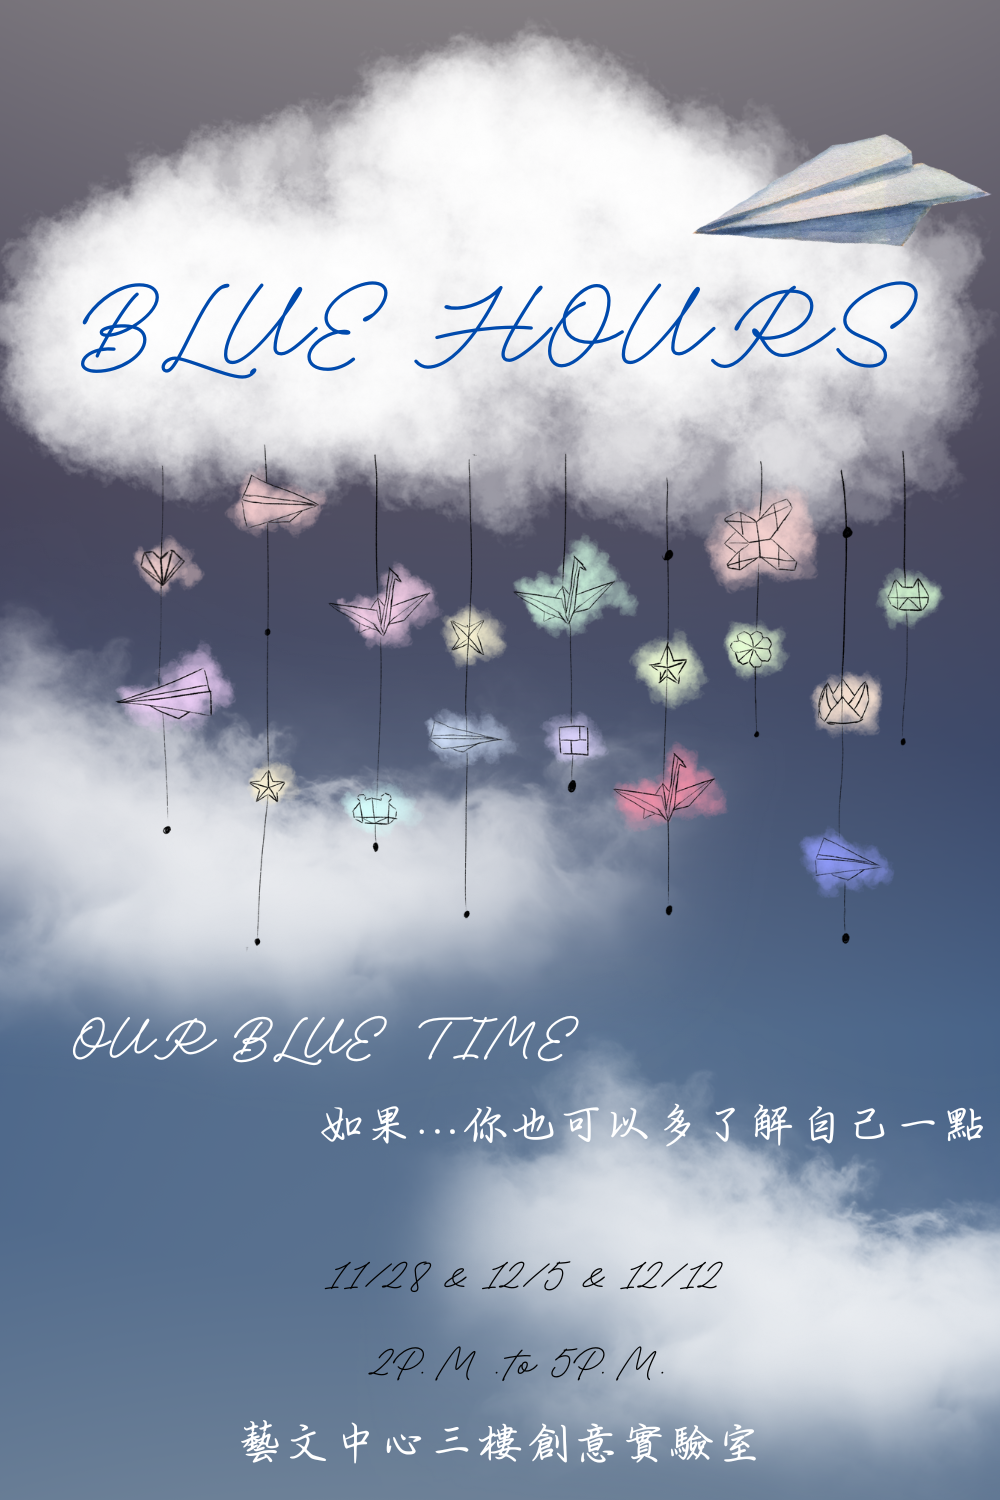 BLUE HOURS
OUR BLUE TIME
如果...你也可以多了解自己一點
11/28 & 12/5 & 12/12
2P.M .to 5P.M.
藝文中心三樓創意實驗室